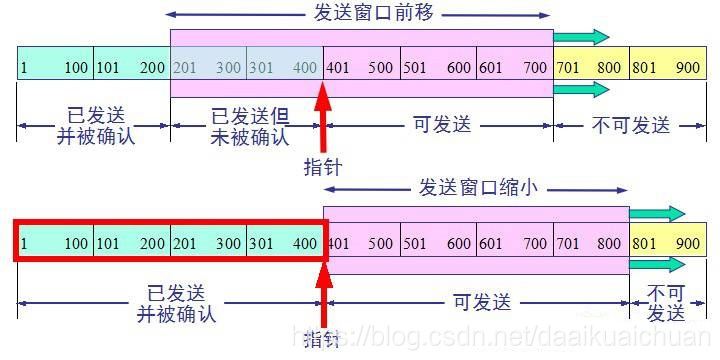 发送窗口前移
1 100 101 200 201 300 301 400 401 500 501 600 601 700 701 800 801 900
已发送
并被确认
已发送但
未被确认
可发送
不可发送
指针
发送窗口缩小
1 100 101 200 201 300 301 400 401 500 501 600 601 700 701 800 801 900
已发送
并被确认
可发送
不可
发送
指针
https://blog.csdn.net/daaikuaichuan